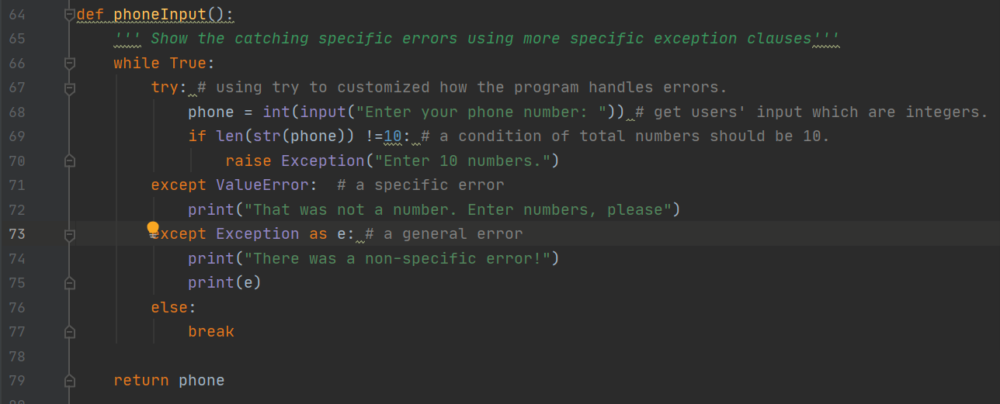 64 def phoneInput():
65     ''' Show the catching specific errors using more specific exception clauses'''
66     while True:
67         try: # using try to customized how the program handles errors.
68             phone = int(input("Enter your phone number: ")) # get users' input which are integers.
69             if len(str(phone)) !=10: # a condition of total numbers should be 10.
70                 raise Exception("Enter 10 numbers.")
71         except ValueError:  # a specific error
72             print("That was not a number. Enter numbers, please")
73         except Exception as e: # a general error
74             print("There was a non-specific error!")
75             print(e)
76         else:
77             break
78
79     return phone